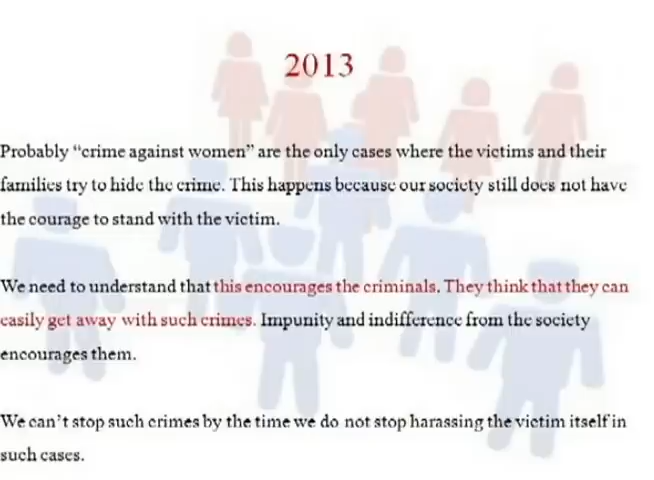 2013
Probably “crime against women” are the only cases where the victims and their
families try to hide the crime. This happens because our society still does not have
the courage to stand with the victim.
We need to understand that this encourages the criminals. They think that they can
easily get away with such crimes. Impunity and indifference from the society
encourages them.
We can’t stop such crimes by the time we do not stop harassing the victim itself in
such cases.